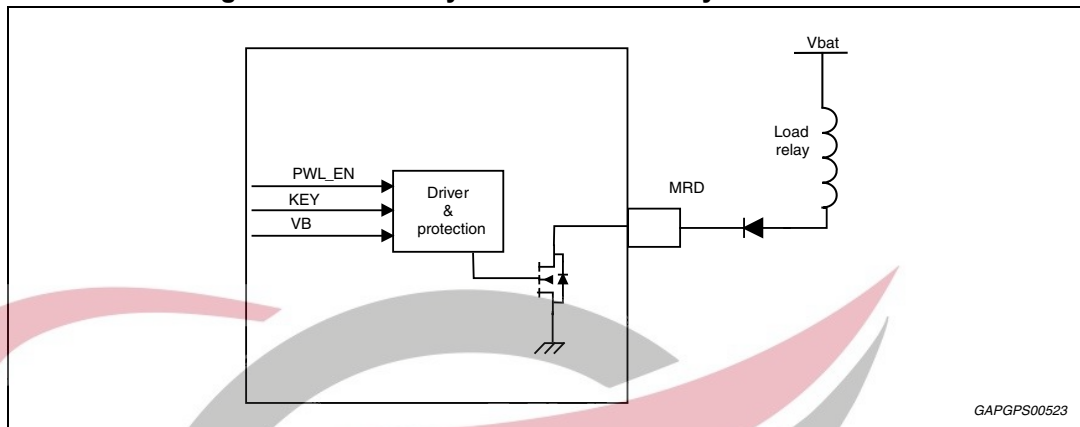 Vbat
Load
relay
MRD
PWL_EN
KEY
VB
Driver
&
protection
GAPGPS00523